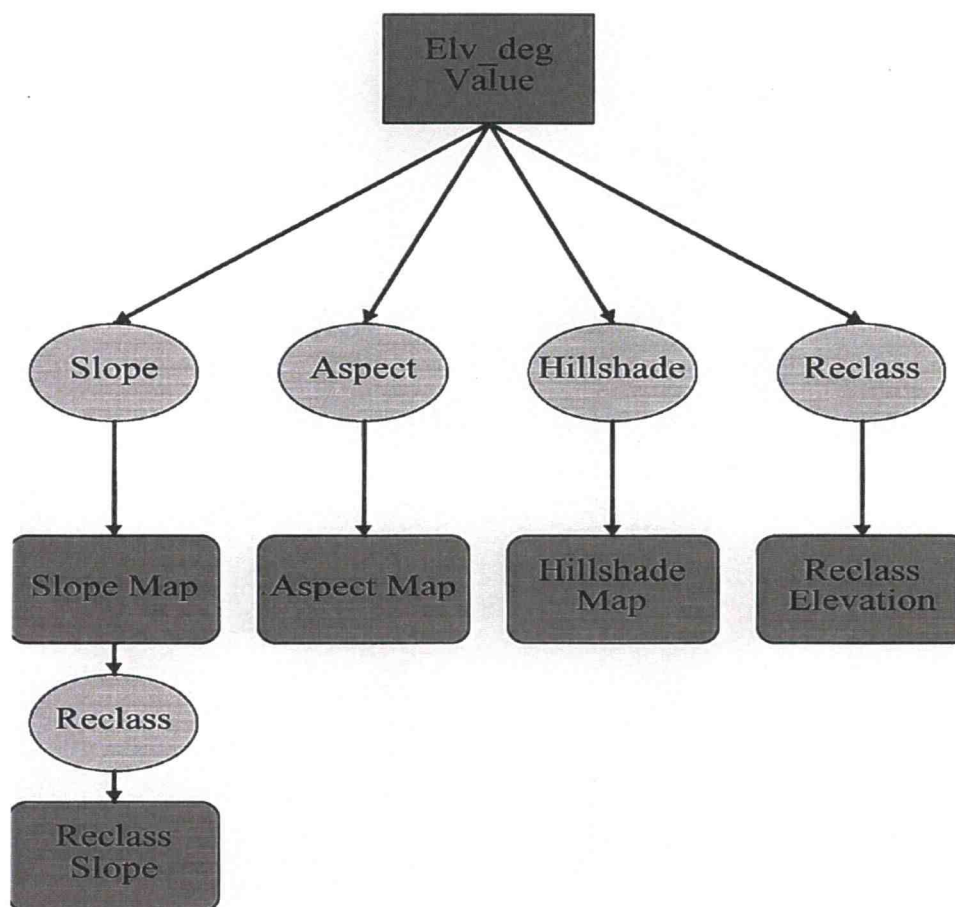 Elv_deg
Value
Slope
Aspect
Hillshade
Reclass
Slope Map
Aspect Map
Hillshade
Map
Reclass
Elevation
Reclass
Reclass
Slope